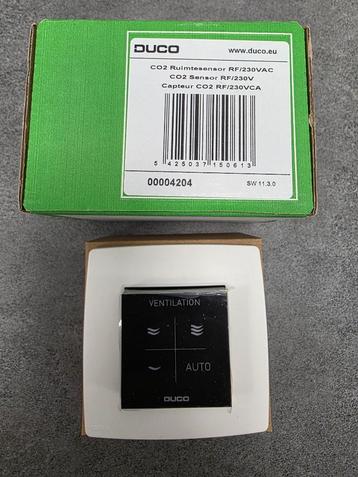 DUCO
www.duco.eu
CO2 Ruimtesensor RF/230VAC
CO2 Sensor RF/230V
Capteur CO2 RF/230VCA
5 425037 150613
00004204
SW 11.3.0
VENTILATION
AUTO
DUCO